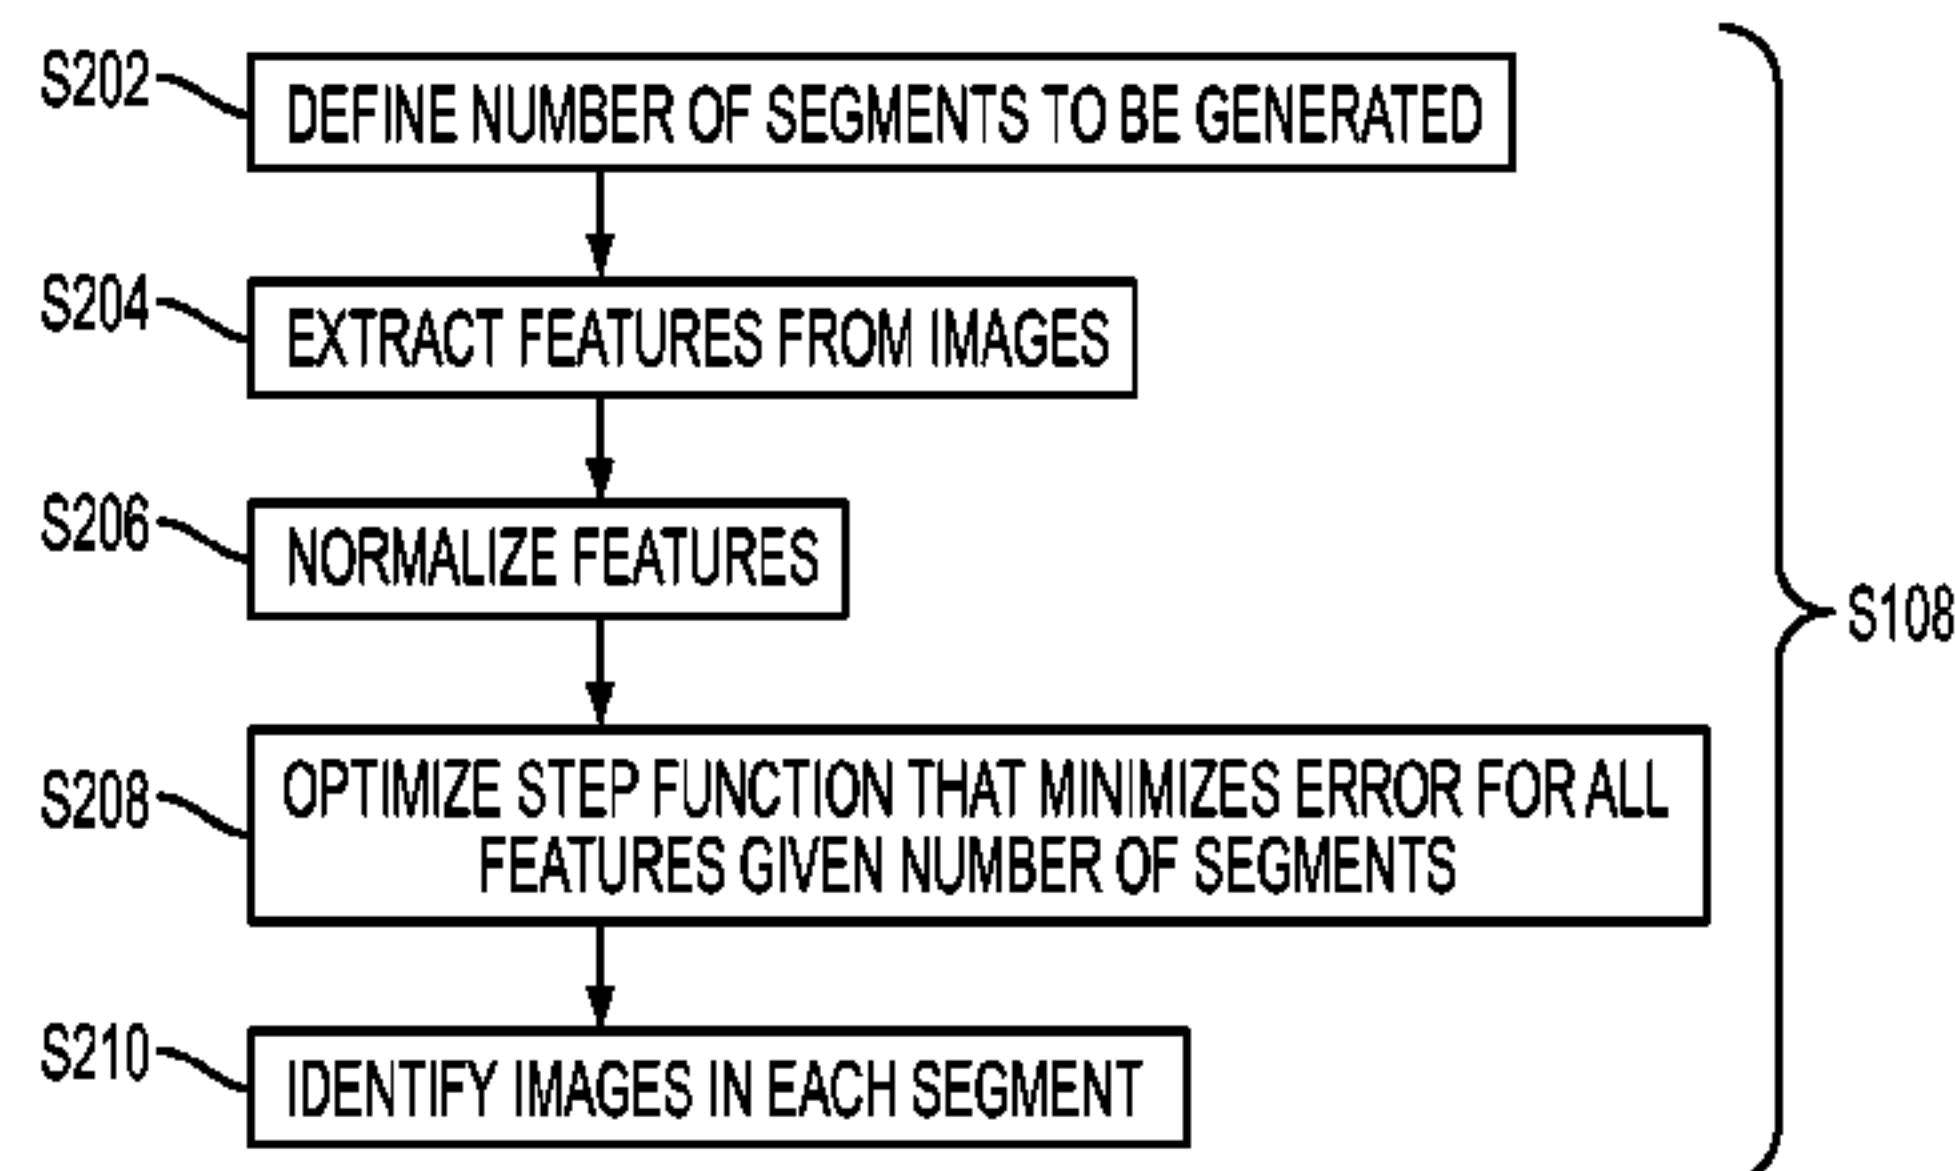 S202
DEFINE NUMBER OF SEGMENTS TO BE GENERATED
S204
EXTRACT FEATURES FROM IMAGES
S206
NORMALIZE FEATURES
S208
OPTIMIZE STEP FUNCTION THAT MINIMIZES ERROR FOR ALL
FEATURES GIVEN NUMBER OF SEGMENTS
S210
IDENTIFY IMAGES IN EACH SEGMENT
S108